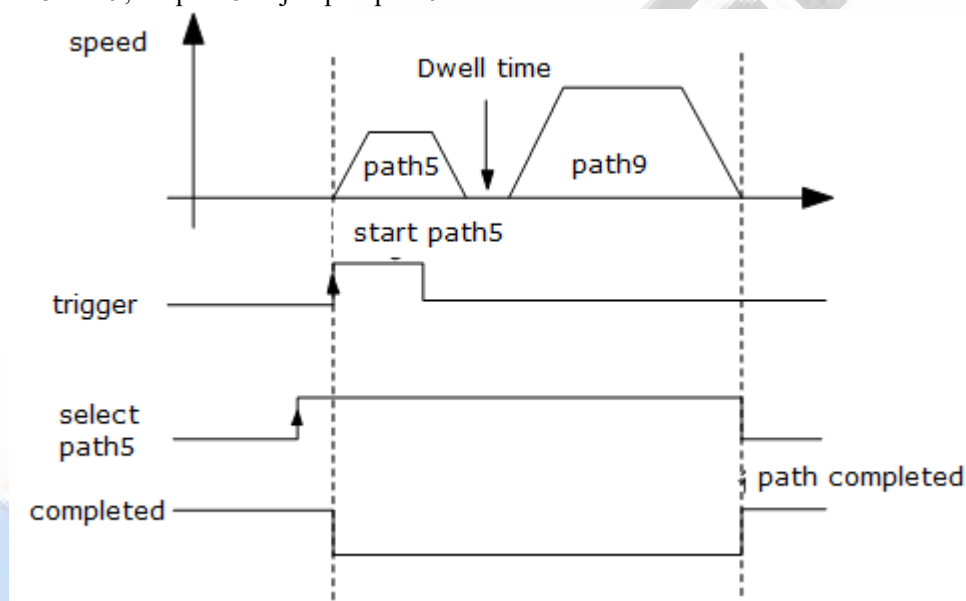 speed
Dwell time
path5
path9
start path5
trigger
select
path5
path completed
completed